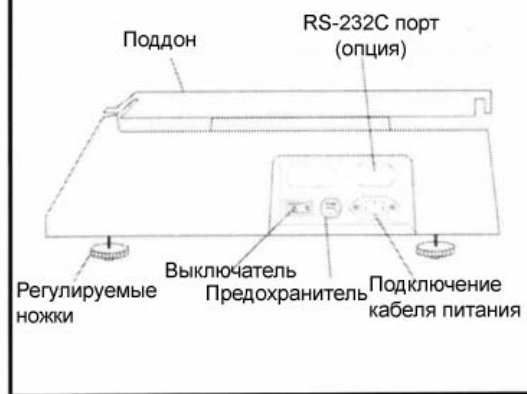 RS-232C порт
(опция)
Поддон
Выключатель
Предохранитель
Регулируемые
ножки
Подключение
кабеля питания